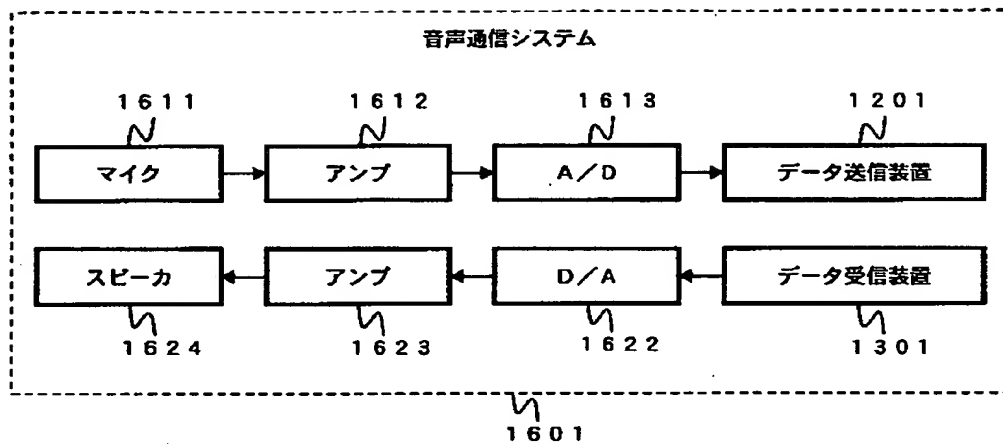 音声通信システム
1611 1612 1613 1201
マイク アンプ A/D データ送信装置
スピーカ アンプ D/A データ受信装置
1624 1623 1622 1301
1601